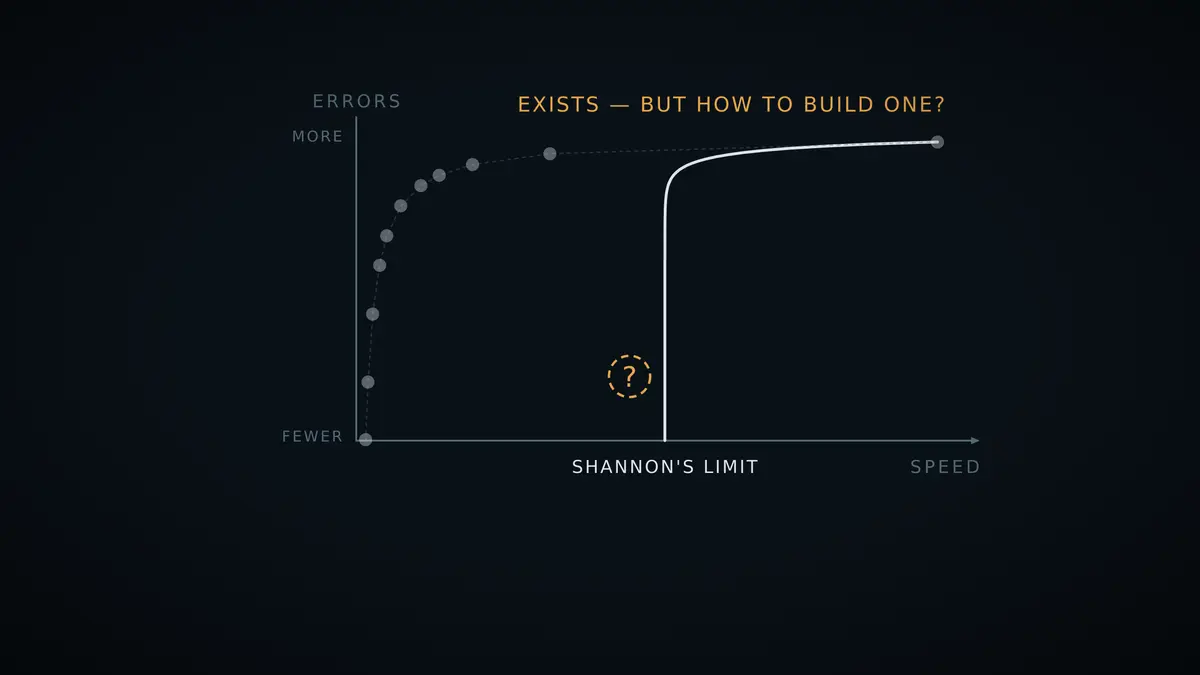 ERRORS
EXISTS — BUT HOW TO BUILD ONE?
MORE
?
FEWER
SHANNON'S LIMIT
SPEED